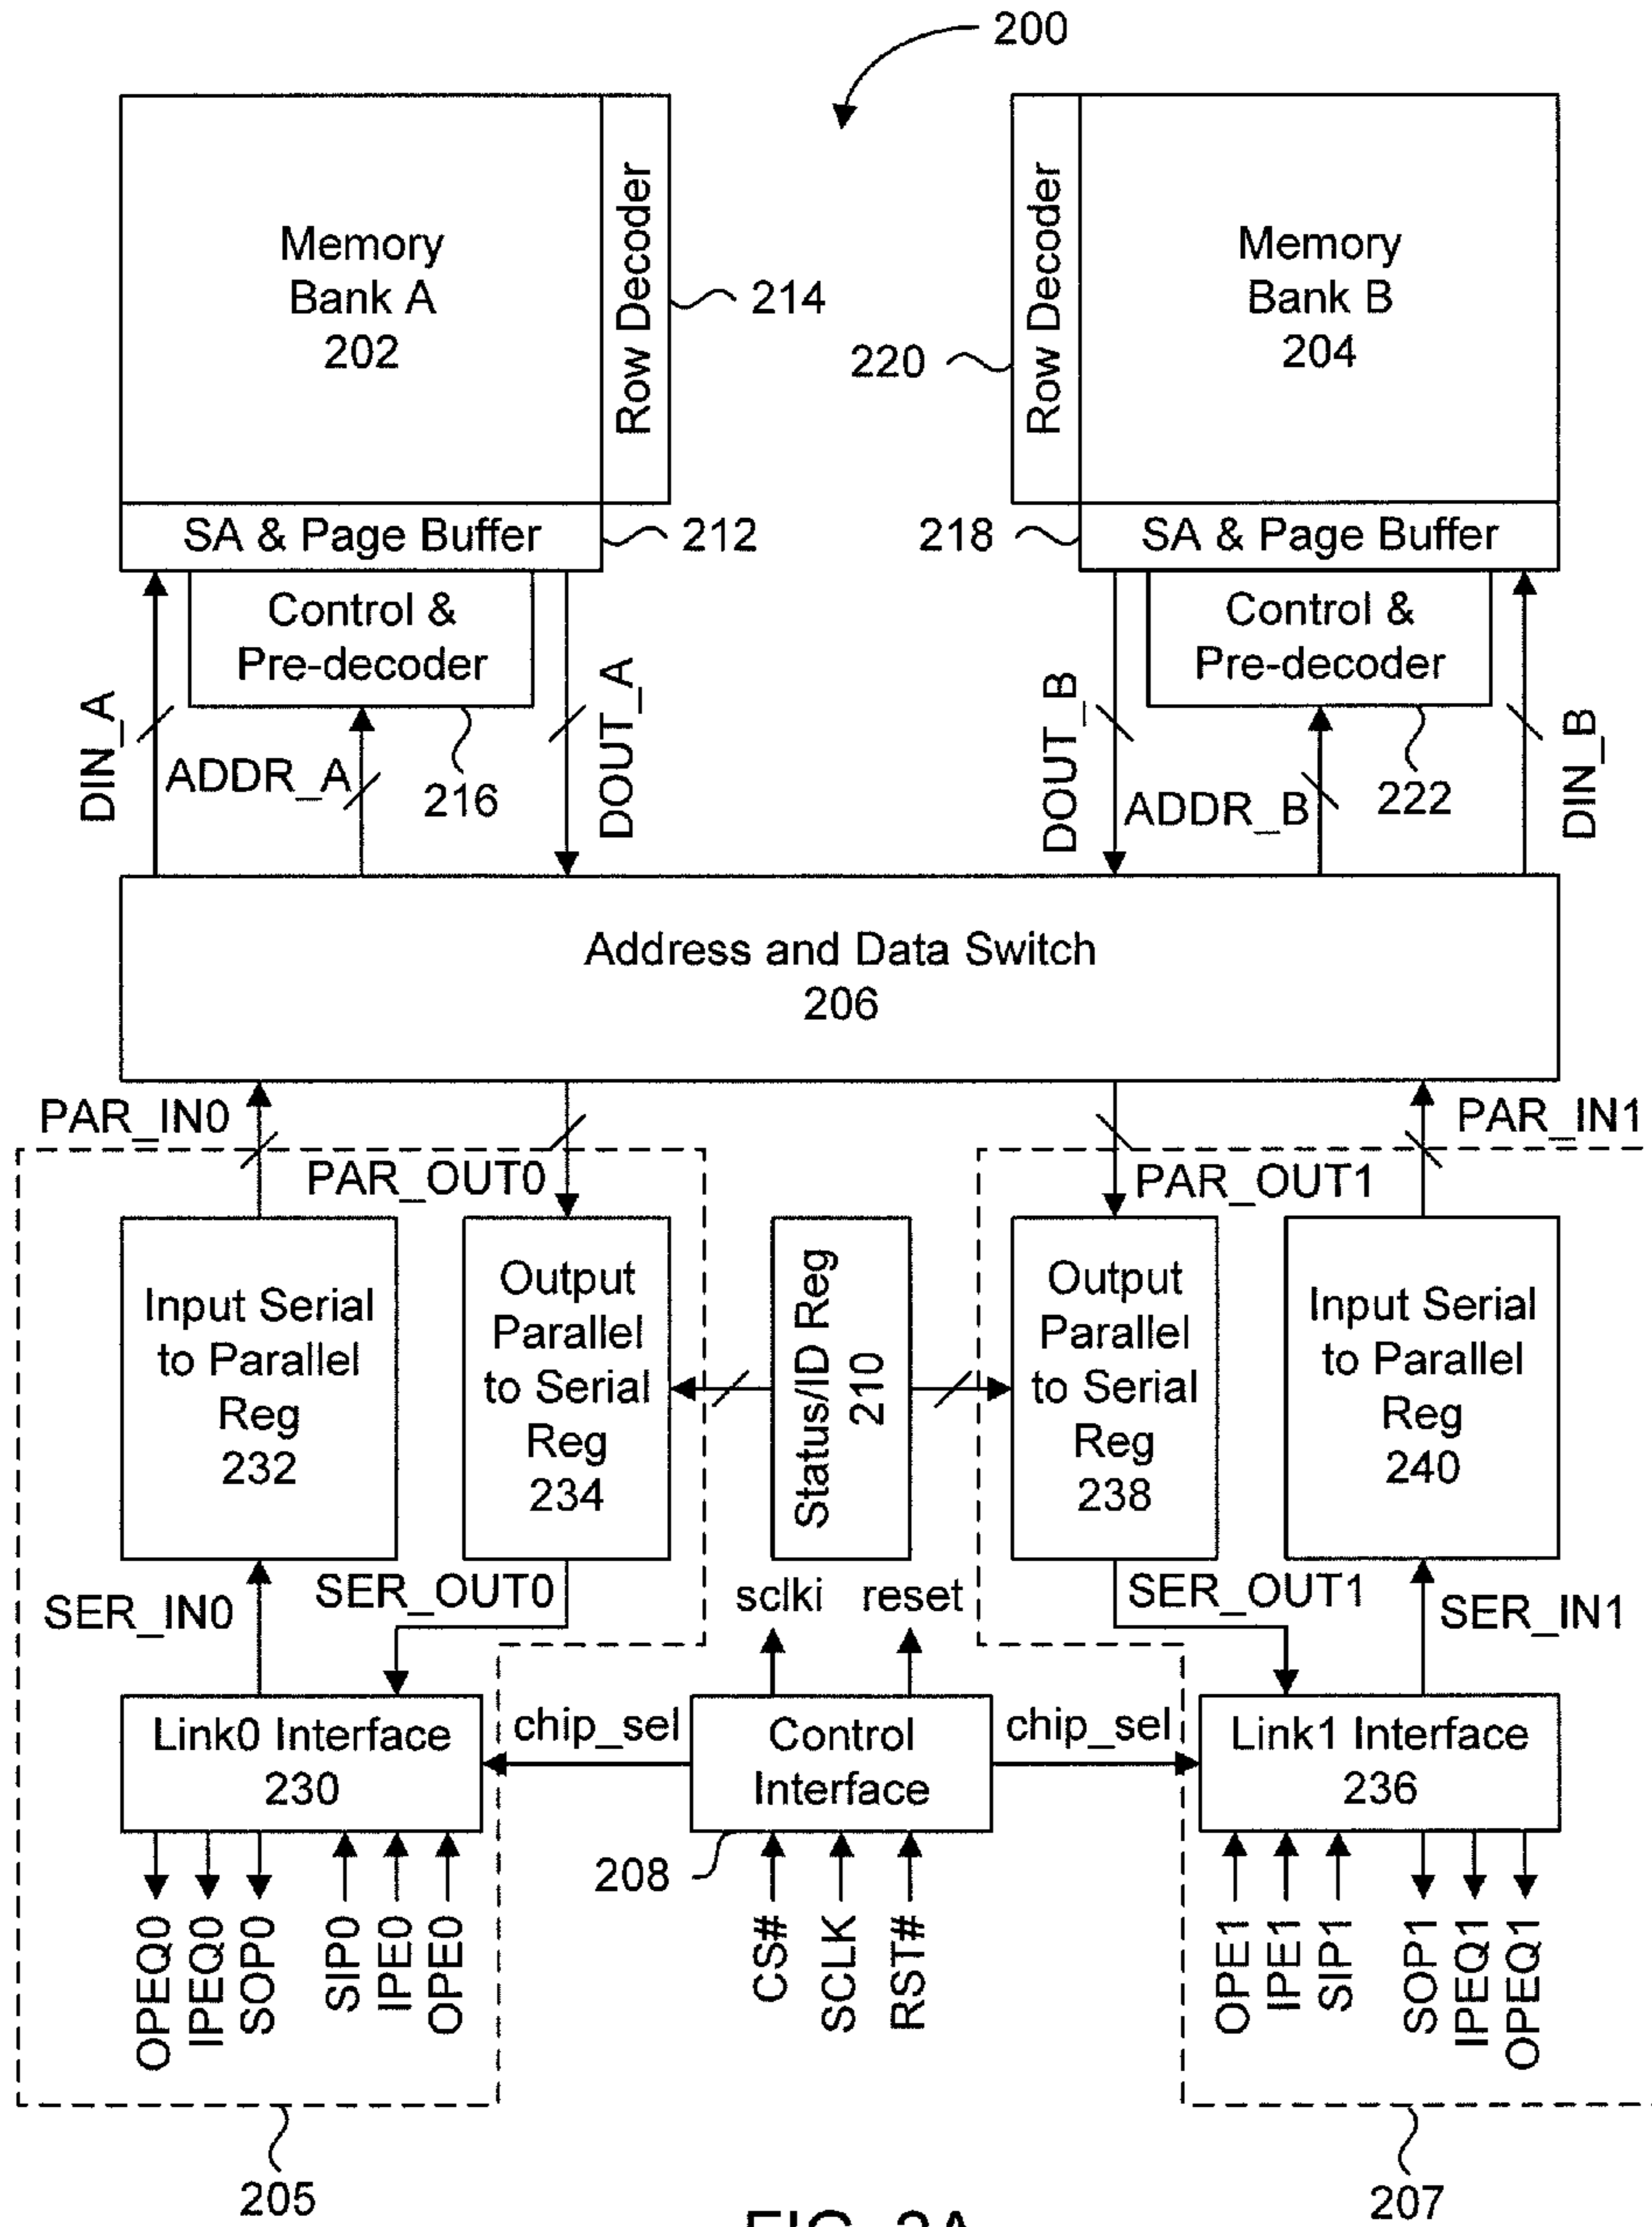 200
Memory
Bank A
202
Row Decoder
214
220
Row Decoder
Memory
Bank B
204
SA & Page Buffer
212
218
SA & Page Buffer
Control &
Pre-decoder
216
Control &
Pre-decoder
222
DIN_A
ADDR_A
DOUT_A
DOUT_B
ADDR_B
DIN_B
Address and Data Switch
206
PAR_IN0
PAR_OUT0
PAR_OUT1
PAR_IN1
Input Serial
to Parallel
Reg
232
Output
Parallel
to Serial
Reg
234
Status/ID Reg
210
Output
Parallel
to Serial
Reg
238
Input Serial
to Parallel
Reg
240
SER_IN0
SER_OUT0
sclki
reset
SER_OUT1
SER_IN1
Link0 Interface
230
chip_sel
Control
Interface
chip_sel
Link1 Interface
236
208
OPEQ0
IPEQ0
SOP0
SIP0
IPE0
OPE0
CS#
SCLK
RST#
OPE1
IPE1
SIP1
SOP1
IPEQ1
OPEQ1
205
207
FIG. 2A